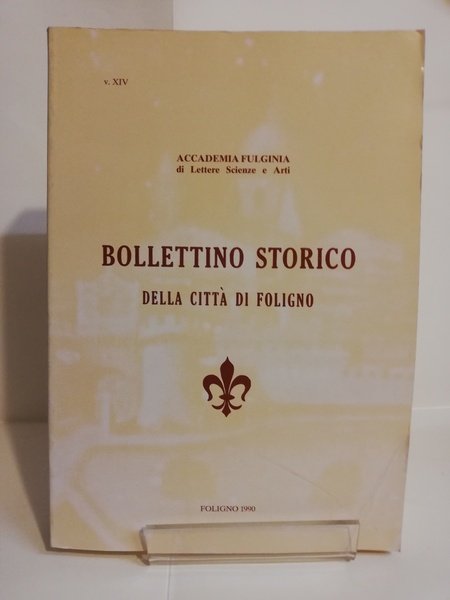 v. XIV
ACCADEMIA FULGINIA
di Lettere Scienze e Arti
BOLLETTINO STORICO
DELLA CITTÀ DI FOLIGNO
FOLIGNO 1990